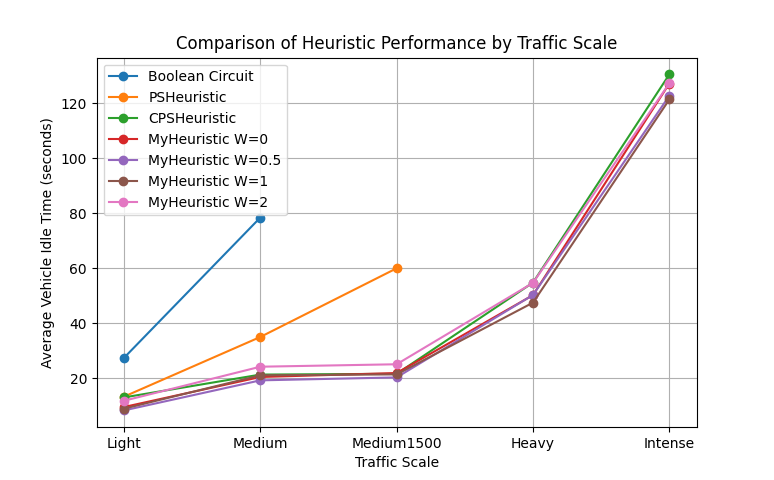 Comparison of Heuristic Performance by Traffic Scale
Average Vehicle Idle Time (seconds)
120
100
80
60
40
20
Boolean Circuit
PSHeuristic
CPSHeuristic
MyHeuristic W=0
MyHeuristic W=0.5
MyHeuristic W=1
MyHeuristic W=2
Light Medium Medium1500 Heavy Intense
Traffic Scale